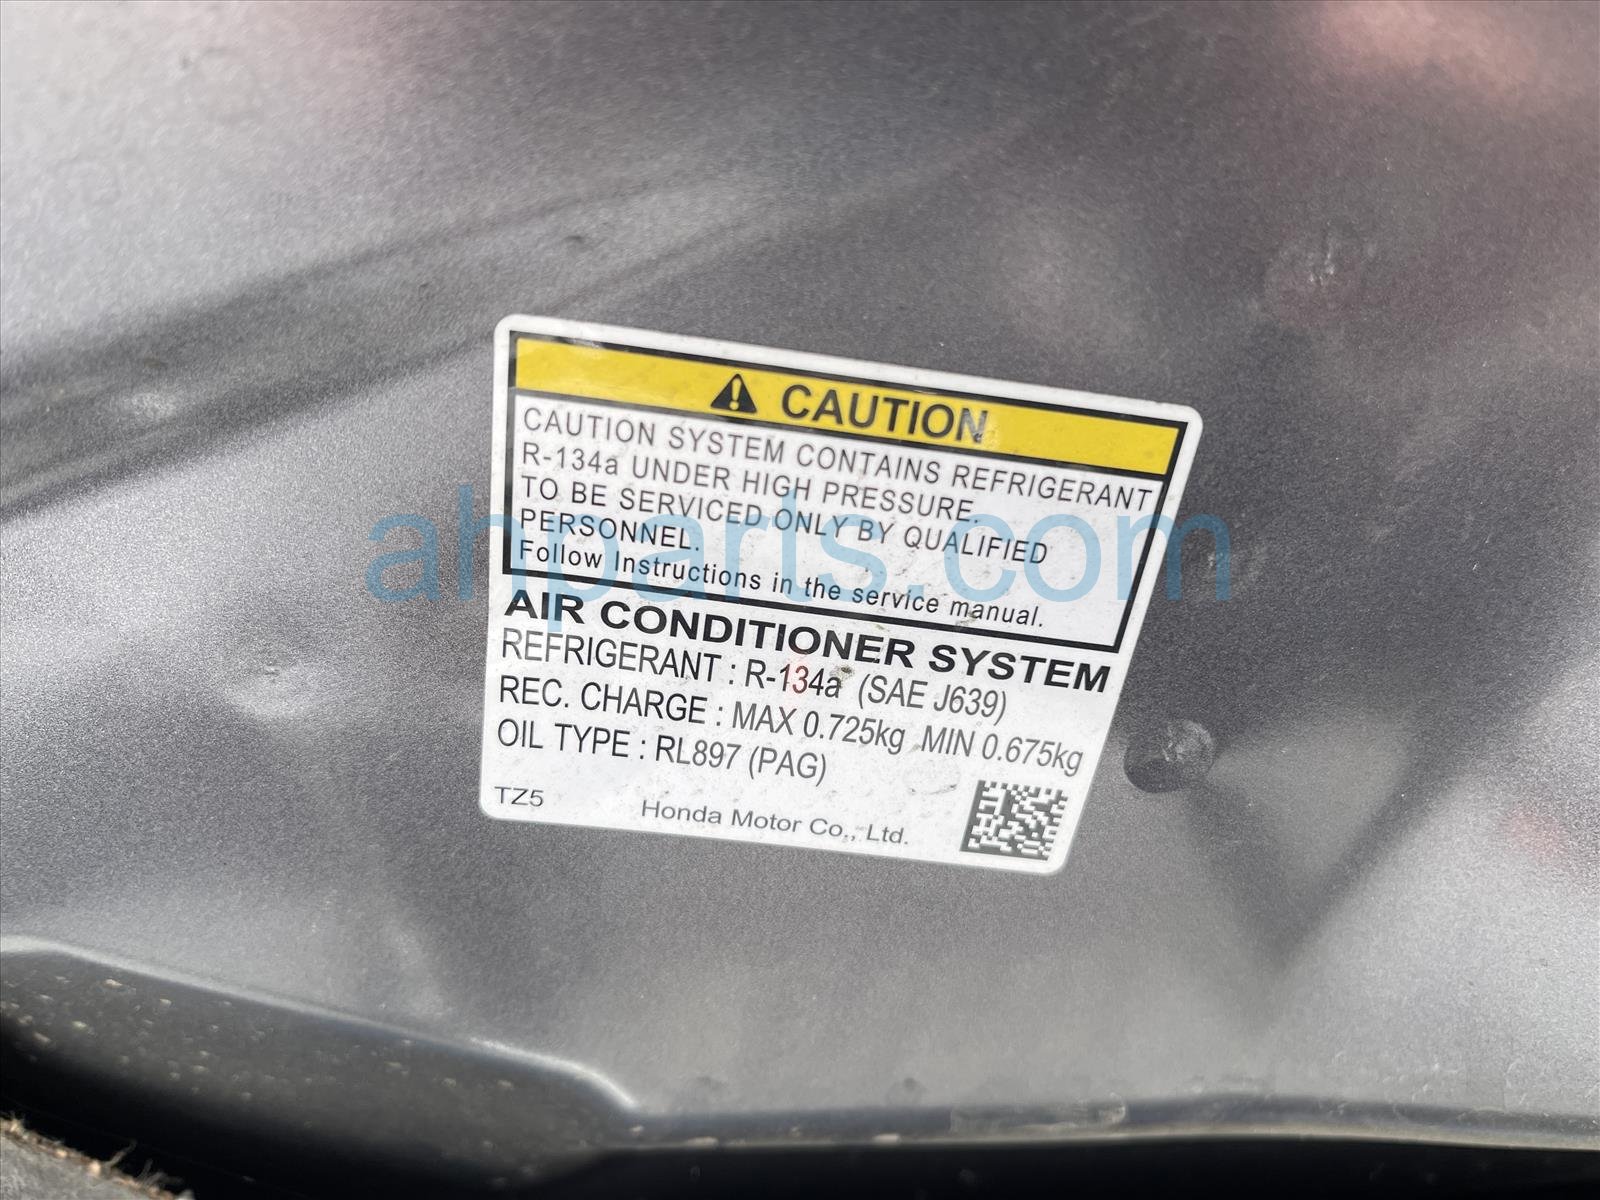 CAUTION
CAUTION SYSTEM CONTAINS REFRIGERANT
R-134a UNDER HIGH PRESSURE.
TO BE SERVICED ONLY BY QUALIFIED
PERSONNEL.
Follow Instructions in the service manual.
AIR CONDITIONER SYSTEM
REFRIGERANT : R-134a (SAE J639)
REC. CHARGE : MAX 0.725kg MIN 0.675kg
OIL TYPE : RL897 (PAG)
TZ5 Honda Motor Co., Ltd.
ahparts.com